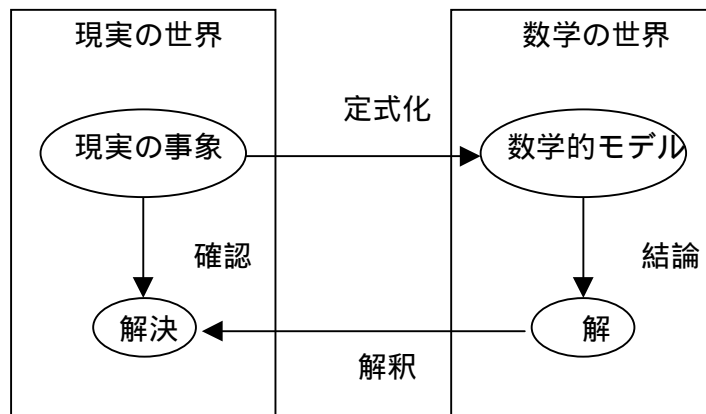 現実の世界
数学の世界
定式化
現実の事象
数学的モデル
確認
結論
解決
解
解釈